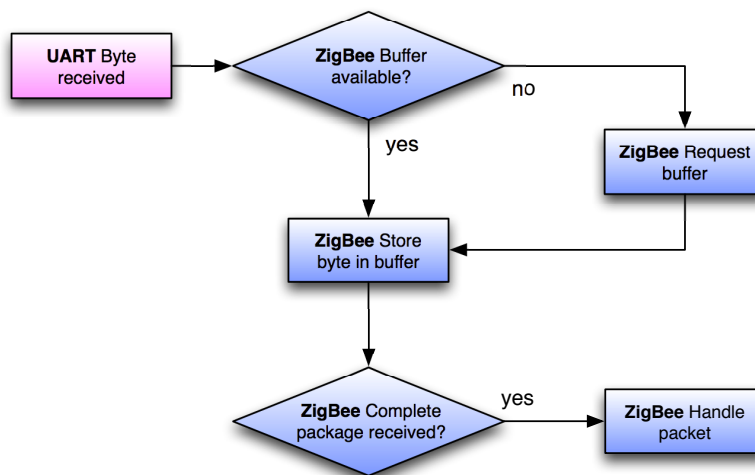 UART Byte
received
ZigBee Buffer
available?
no
yes
ZigBee Request
buffer
ZigBee Store
byte in buffer
ZigBee Complete
package received?
yes
ZigBee Handle
packet